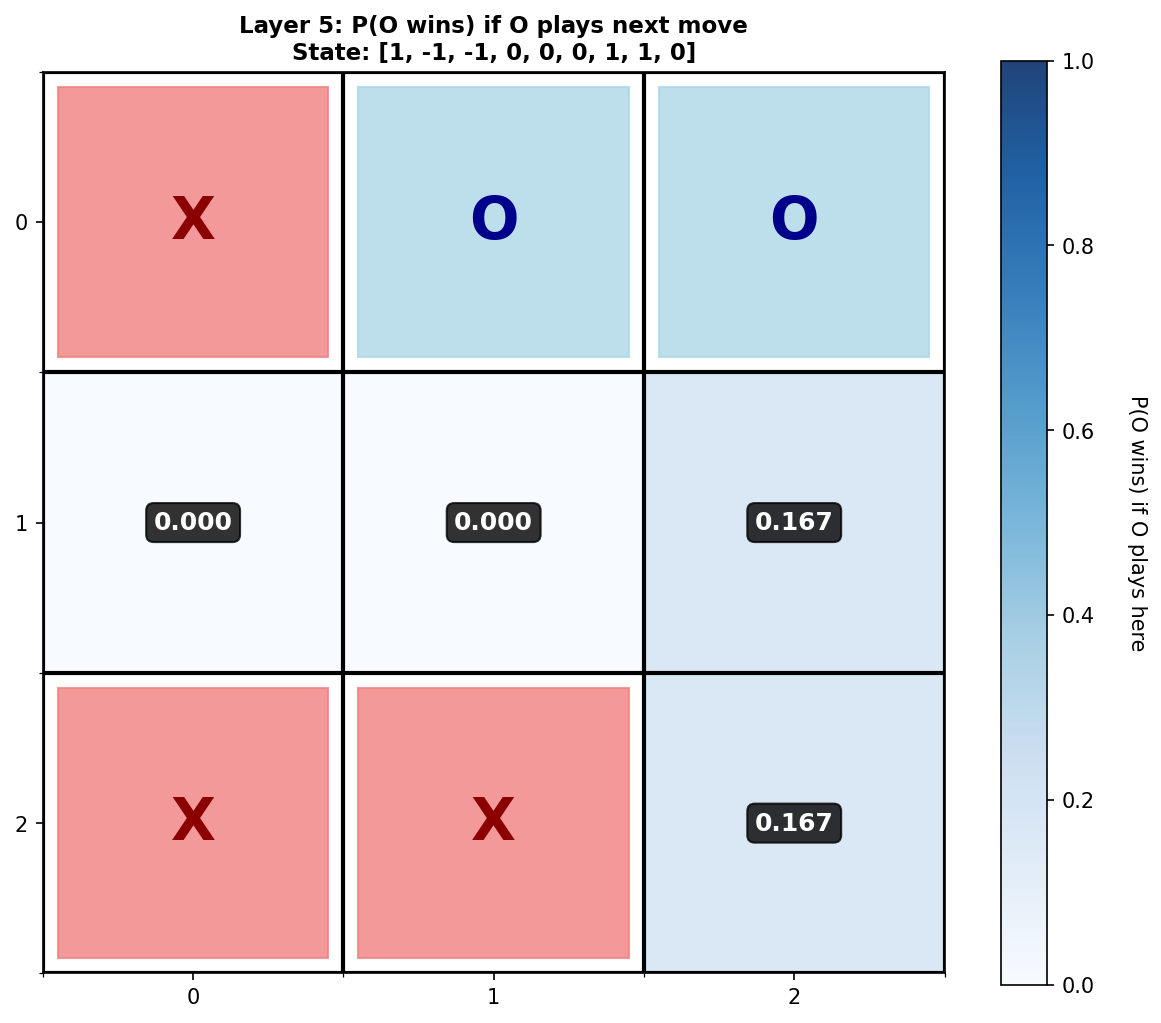 Layer 5: P(O wins) if O plays next move
State: [1, -1, -1, 0, 0, 0, 1, 1, 0]
0
X
O
O
1
0.000
0.000
0.167
2
X
X
0.167
0
1
2
1.0
0.8
0.6
0.4
0.2
0.0
P(O wins) if O plays here